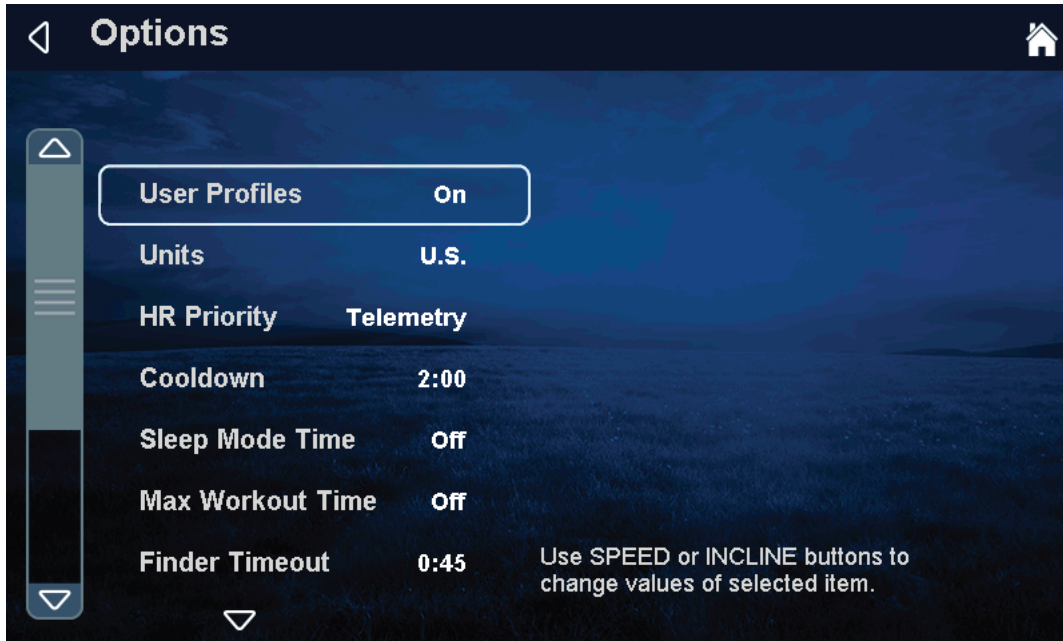 Options
User Profiles On
Units U.S.
HR Priority Telemetry
Cooldown 2:00
Sleep Mode Time Off
Max Workout Time Off
Finder Timeout 0:45
Use SPEED or INCLINE buttons to
change values of selected item.